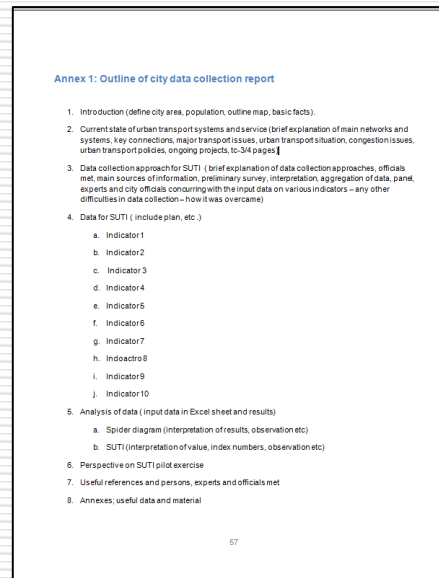 Annex 1: Outline of city data collection report
1. Introduction (define city area, population, outline map, basic facts).
2. Current state of urban transport systems and service (brief explanation of main networks and
systems, key connections, major transport issues, urban transport situation, congestion issues,
urban transport policies, ongoing projects, tc-3/4 pages)
3. Data collection approach for SUTI ( brief explanation of data collection approaches, officials
met, main sources of information, preliminary survey, interpretation, aggregation of data, panel,
experts and city officials concurring with the input data on various indicators – any other
difficulties in data collection – how it was overcame)
4. Data for SUTI ( include plan, etc .)
a. Indicator 1
b. Indicator 2
c. Indicator 3
d. Indicator 4
e. Indicator 5
f. Indicator 6
g. Indicator 7
h. Indoactro 8
i. Indicator 9
j. Indicator 10
5. Analysis of data ( input data in Excel sheet and results)
a. Spider diagram (interpretation of results, observation etc)
b. SUTI (interpretation of value, index numbers, observation etc)
6. Perspective on SUTI pilot exercise
7. Useful references and persons, experts and officials met
8. Annexes; useful data and material
57